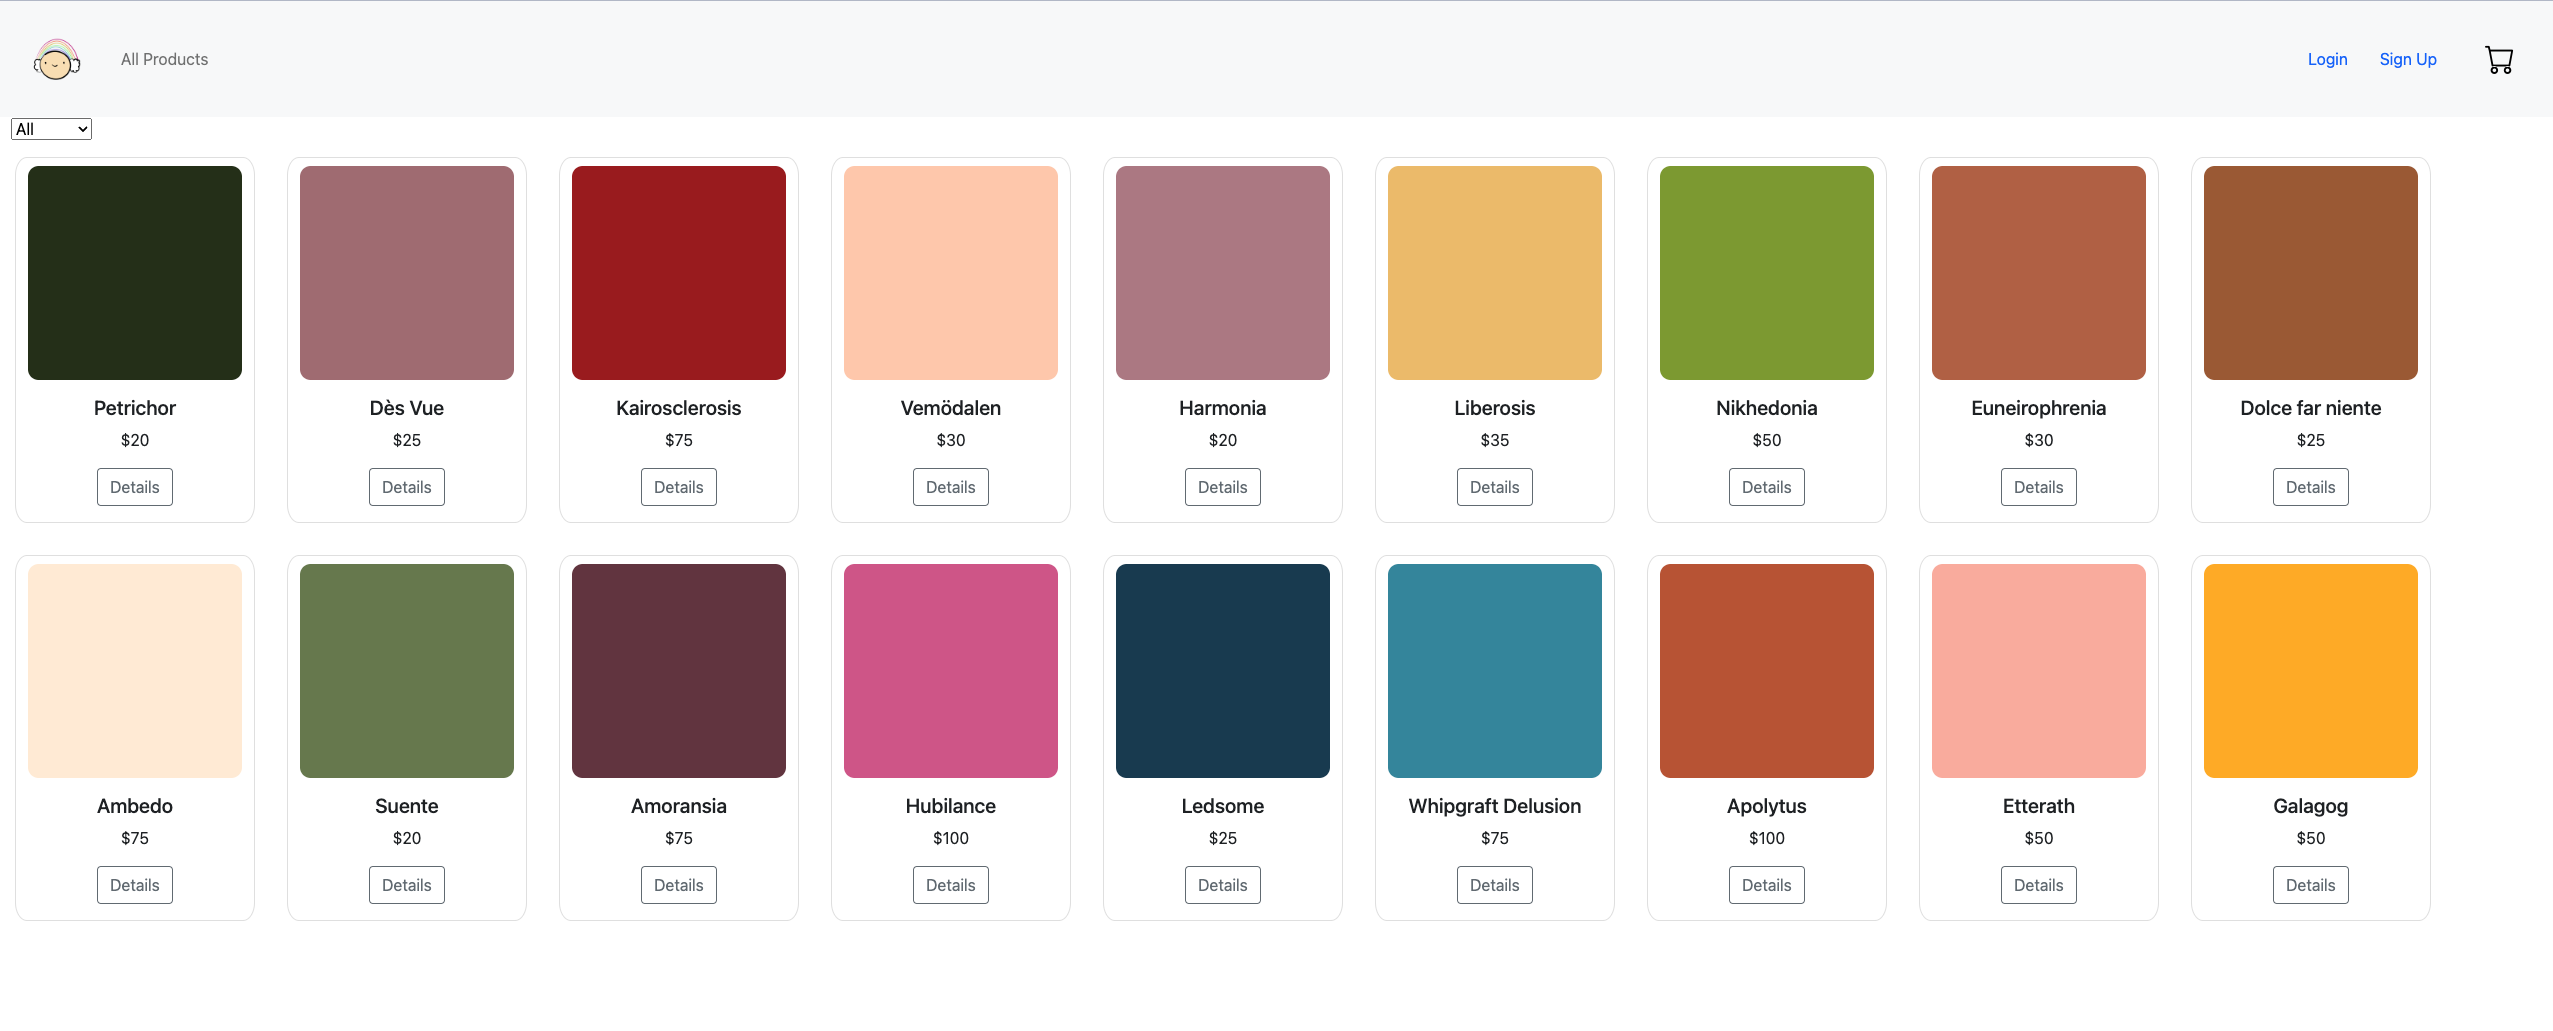 All Products
Login Sign Up
All
Petrichor Dès Vue Kairosclerosis Vemödalen Harmonia Liberosis Nikhedonia Euneirophrenia Dolce far niente
$20 $25 $75 $30 $20 $35 $50 $30 $25
Details Details Details Details Details Details Details Details Details
Ambedo Suente Amoransia Hubilance Ledsome Whipgraft Delusion Apolytus Etterath Galagog
$75 $20 $75 $100 $25 $75 $100 $50 $50
Details Details Details Details Details Details Details Details Details